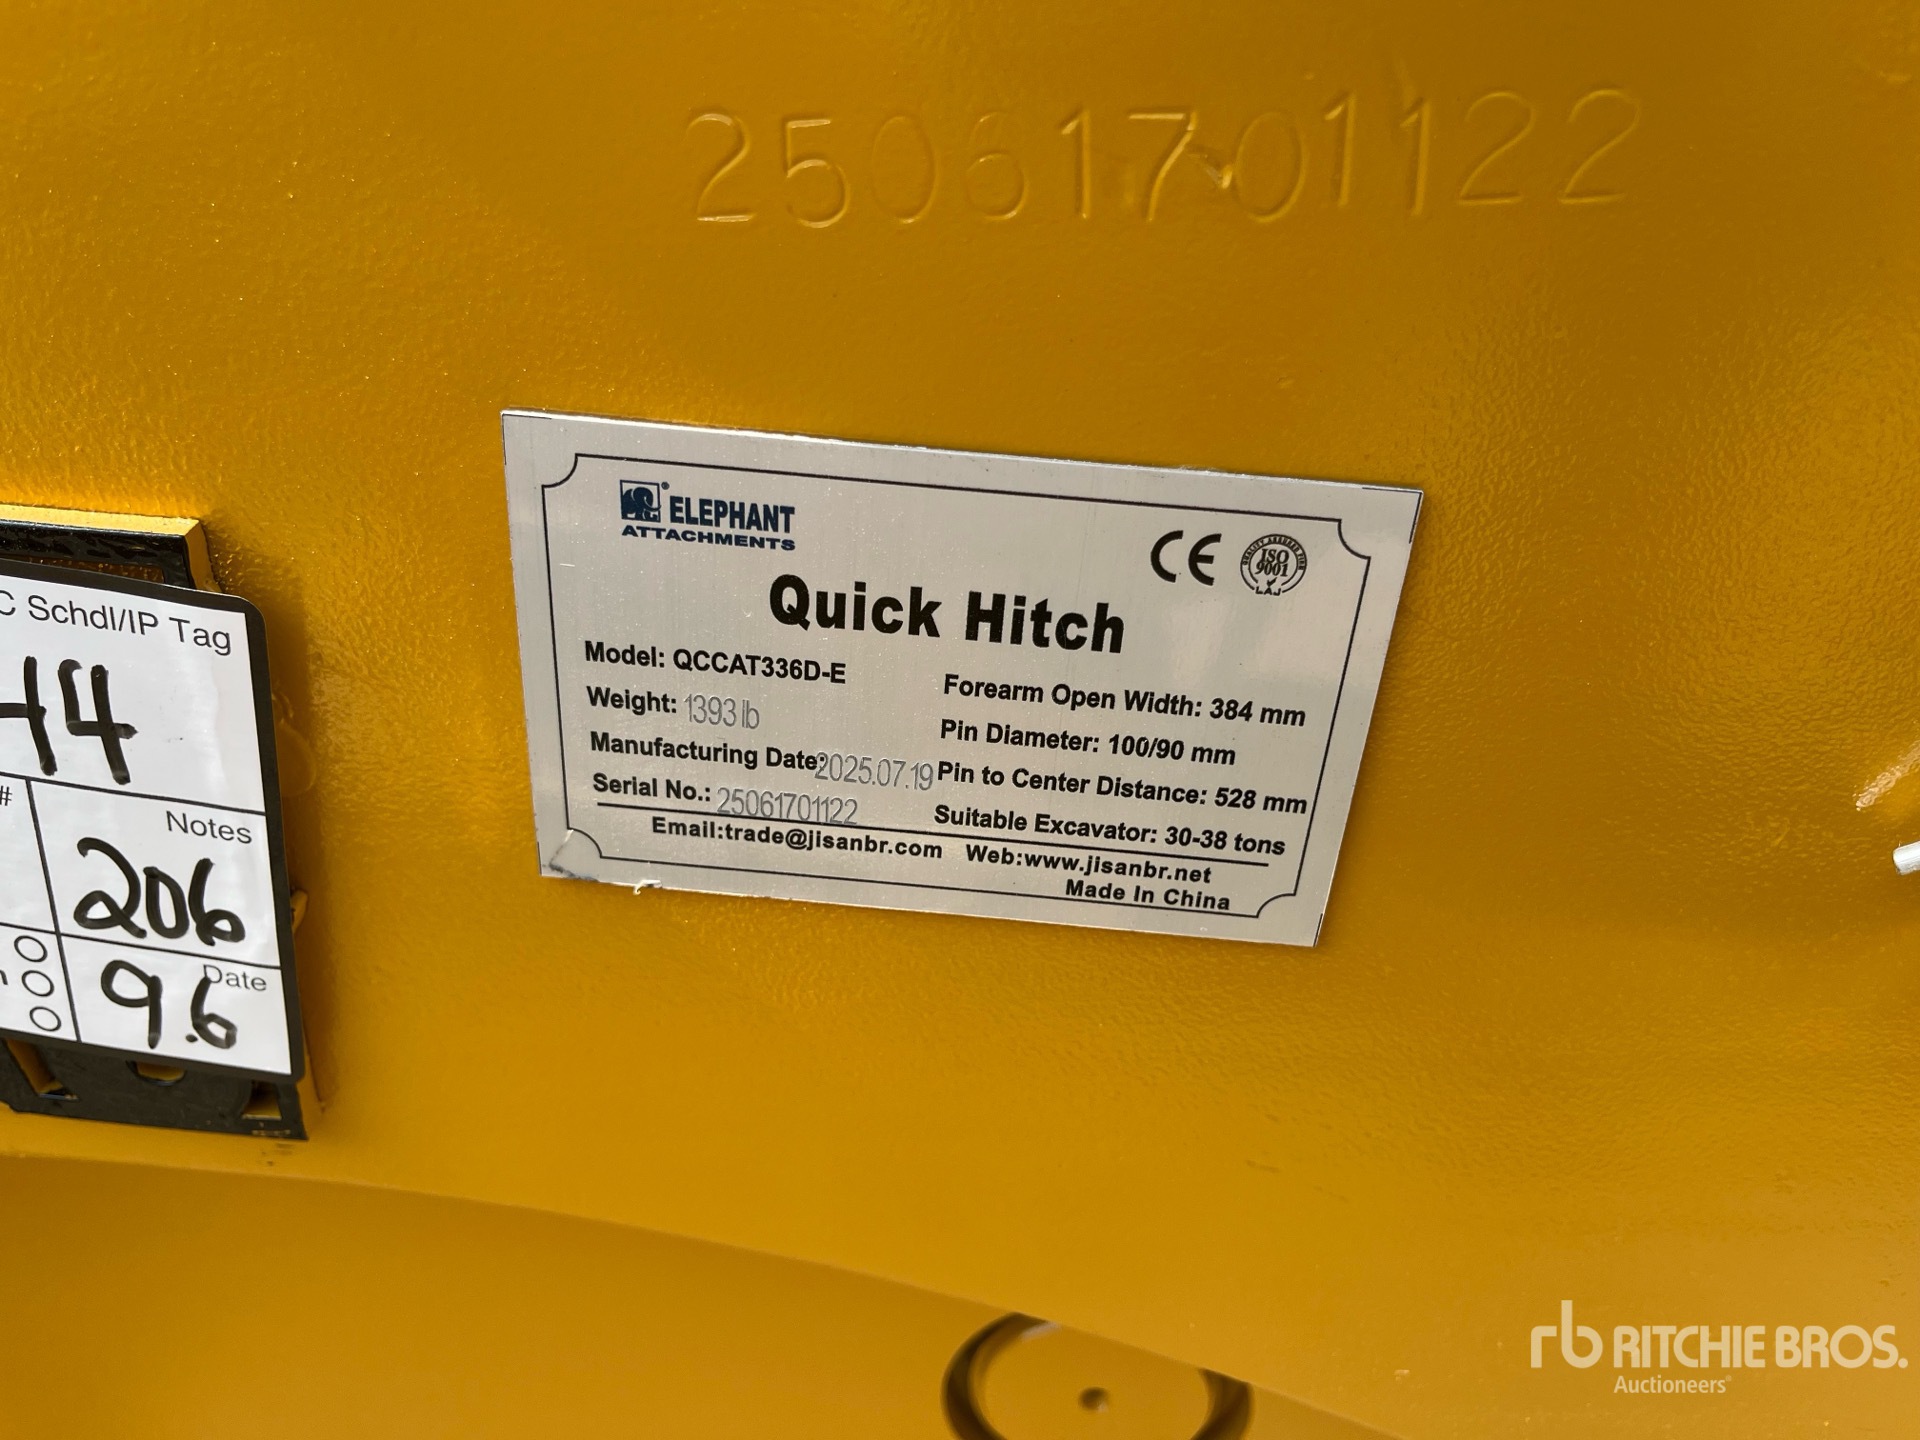 25061701122
ELEPHANT
ATTACHMENTS
CE
ISO
9001
Quick Hitch
Model: QCCAT336D-E
Weight: 1393 lb
Manufacturing Date: 2025.07.19
Serial No.: 25061701122
Forearm Open Width: 384 mm
Pin Diameter: 100/90 mm
Pin to Center Distance: 528 mm
Suitable Excavator: 30-38 tons
Email:trade@jisanbr.com Web:www.jisanbr.net
Made In China
C Schdl/IP Tag
44
#
Notes
206
Date
9.6
rb RITCHIE BROS.
Auctioneers